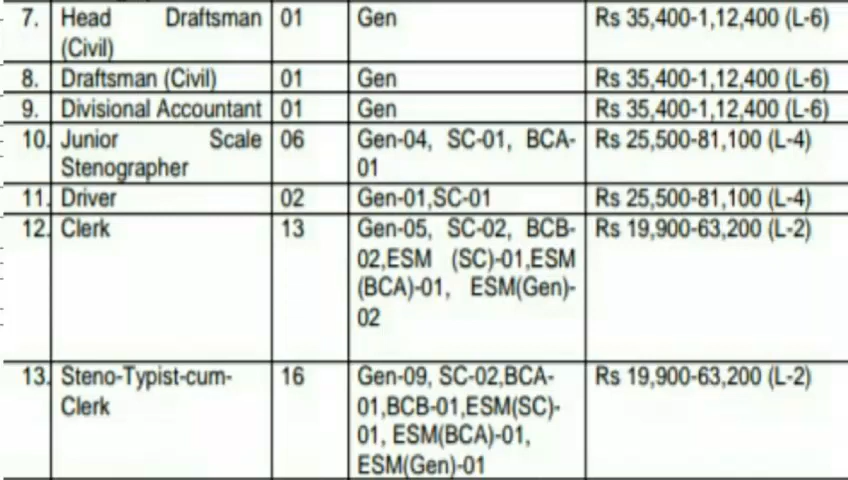 7. Head Draftsman 01 Gen Rs 35,400-1,12,400 (L-6)
(Civil)
8. Draftsman (Civil) 01 Gen Rs 35,400-1,12,400 (L-6)
9. Divisional Accountant 01 Gen Rs 35,400-1,12,400 (L-6)
10. Junior Scale 06 Gen-04, SC-01, BCA- Rs 25,500-81,100 (L-4)
Stenographer 01
11. Driver 02 Gen-01,SC-01 Rs 25,500-81,100 (L-4)
12. Clerk 13 Gen-05, SC-02, BCB- Rs 19,900-63,200 (L-2)
02,ESM (SC)-01,ESM
(BCA)-01, ESM(Gen)-
02
13. Steno-Typist-cum- 16 Gen-09, SC-02,BCA- Rs 19,900-63,200 (L-2)
Clerk 01,BCB-01,ESM(SC)-
01, ESM(BCA)-01,
ESM(Gen)-01